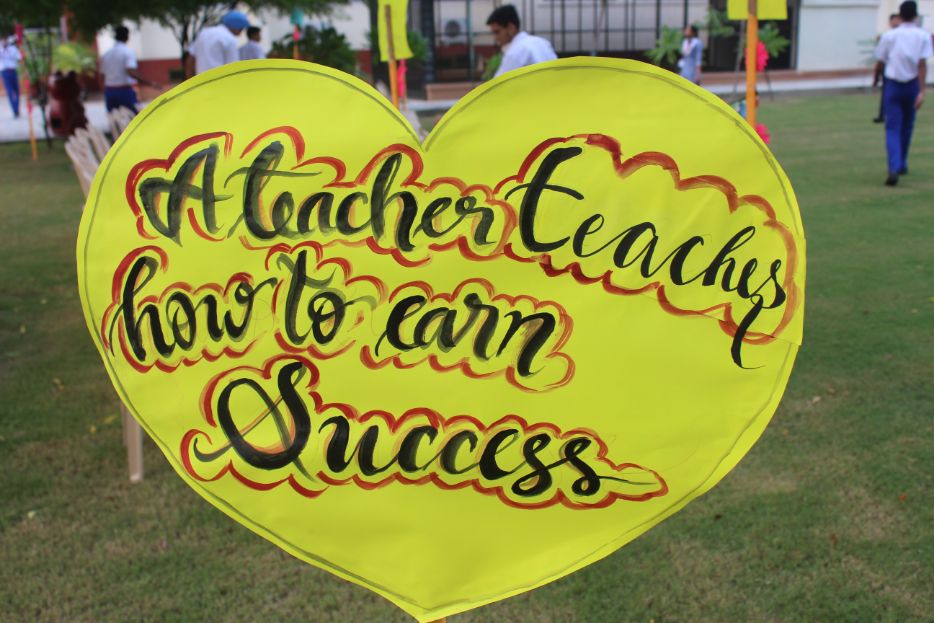 A teacher teaches
how to earn
Success